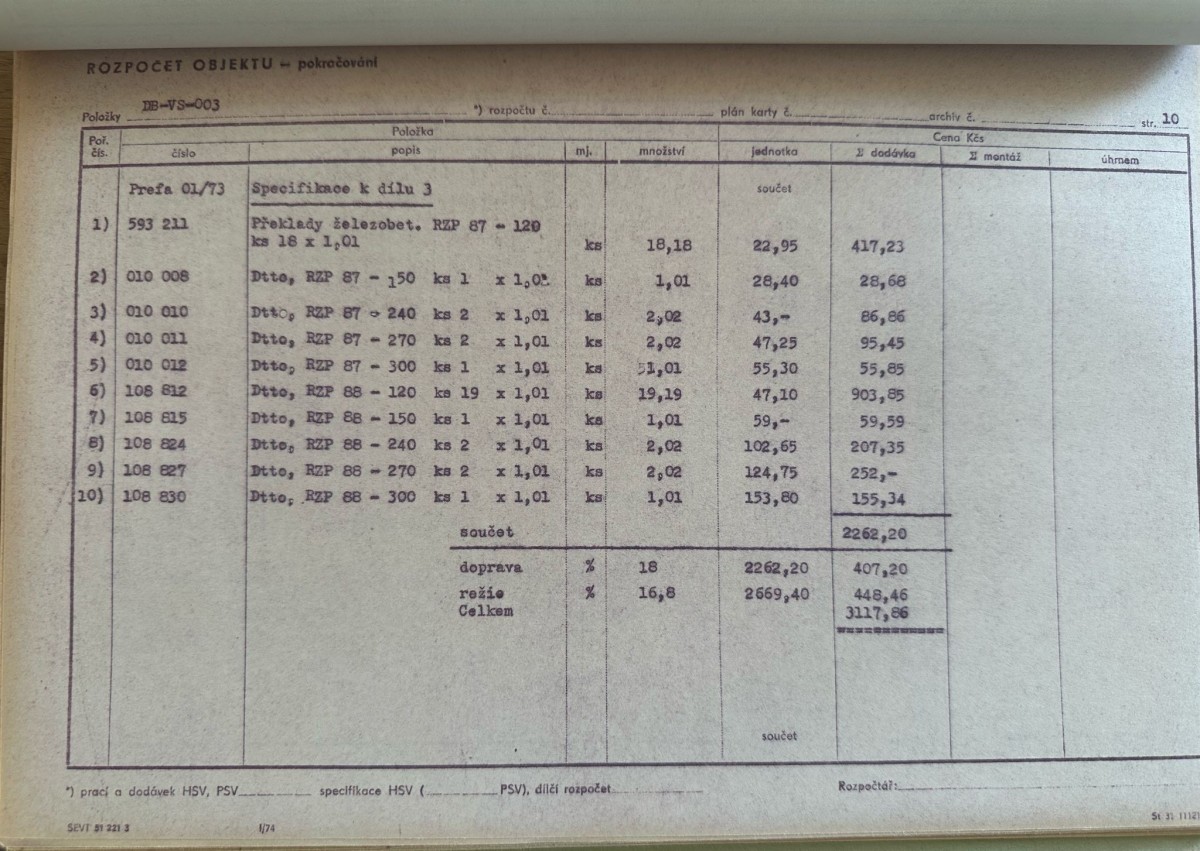 ROZPOČET OBJEKTU – pokračování
Položky DB-VS-003 *) rozpočtu č. plán karty č. archiv č. str. 10
Položka Cena Kčs
Poř. čís. číslo popis mj. množství jednotka Σ dodávka Σ montáž úhrnem
Prefa 01/73 Specifikace k dílu 3 součet
1) 593 211 Překlady železobet. RZP 87 - 120
ks 18 x 1,01 ks 18,18 22,95 417,23
2) 010 008 Dtto, RZP 87 - 150 ks 1 x 1,01 ks 1,01 28,40 28,68
3) 010 010 Dtto, RZP 87 - 240 ks 2 x 1,01 ks 2,02 43,- 86,86
4) 010 011 Dtto, RZP 87 - 270 ks 2 x 1,01 ks 2,02 47,25 95,45
5) 010 012 Dtto, RZP 87 - 300 ks 1 x 1,01 ks 1,01 55,30 55,85
6) 108 812 Dtto, RZP 88 - 120 ks 19 x 1,01 ks 19,19 47,10 903,85
7) 108 815 Dtto, RZP 88 - 150 ks 1 x 1,01 ks 1,01 59,- 59,59
8) 108 824 Dtto, RZP 88 - 240 ks 2 x 1,01 ks 2,02 102,65 207,35
9) 108 827 Dtto, RZP 88 - 270 ks 2 x 1,01 ks 2,02 124,75 252,-
10) 108 830 Dtto, RZP 88 - 300 ks 1 x 1,01 ks 1,01 153,80 155,34
součet 2262,20
doprava % 18 2262,20 407,20
režie % 16,8 2669,40 448,46
Celkem 3117,86
součet
*) prací a dodávek HSV, PSV specifikace HSV ( PSV), dílčí rozpočet Rozpočtář:
SEVT 51 221 3 I/74